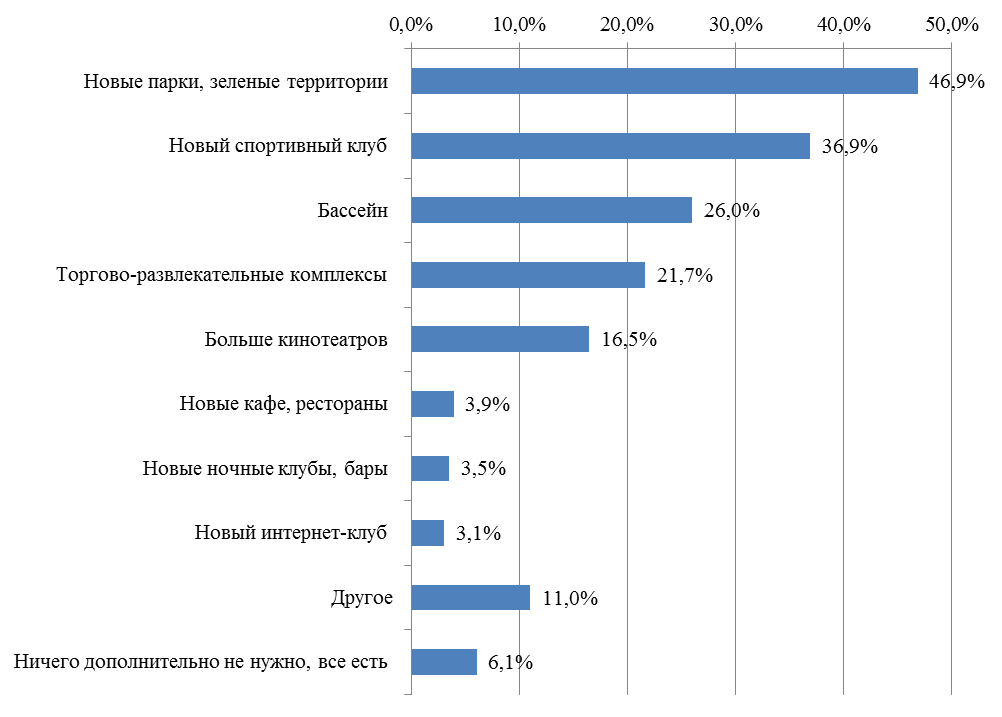 0,0% 10,0% 20,0% 30,0% 40,0% 50,0%
Новые парки, зеленые территории 46,9%
Новый спортивный клуб 36,9%
Бассейн 26,0%
Торгово-развлекательные комплексы 21,7%
Больше кинотеатров 16,5%
Новые кафе, рестораны 3,9%
Новые ночные клубы, бары 3,5%
Новый интернет-клуб 3,1%
Другое 11,0%
Ничего дополнительно не нужно, все есть 6,1%